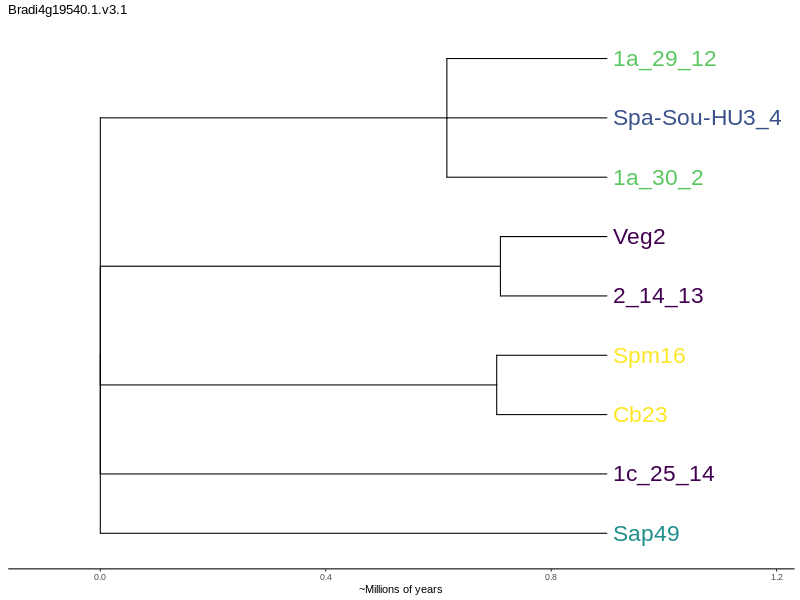 Bradi4g19540.1.v3.1
1a_29_12
Spa-Sou-HU3_4
1a_30_2
Veg2
2_14_13
Spm16
Cb23
1c_25_14
Sap49
0.0 0.4 0.8 1.2
~Millions of years